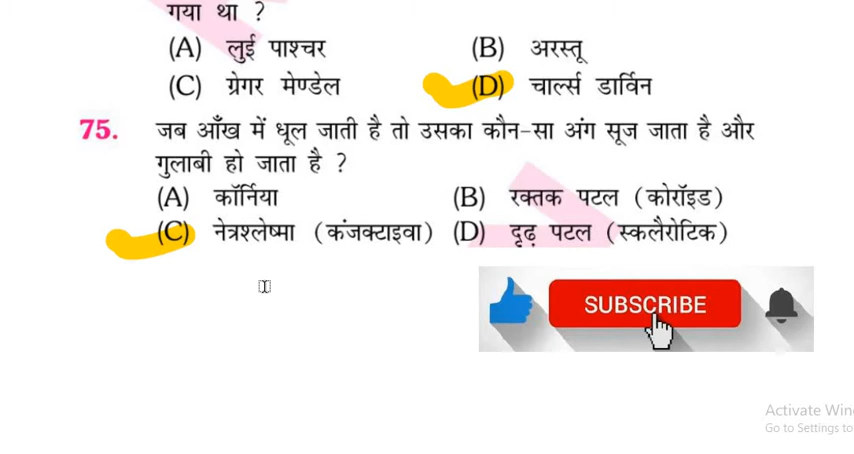 गया था ?
(A) लुई पाश्चर (B) अरस्तू
(C) ग्रेगर मेण्डेल (D) चार्ल्स डार्विन
75. जब आँख में धूल जाती है तो उसका कौन-सा अंग सूज जाता है और
गुलाबी हो जाता है ?
(A) कॉर्निया (B) रक्तक पटल (कोरॉइड)
(C) नेत्रश्लेष्मा (कंजक्टाइवा) (D) दृढ़ पटल (स्कलैरोटिक)
SUBSCRIBE
Activate Win
Go to Settings to